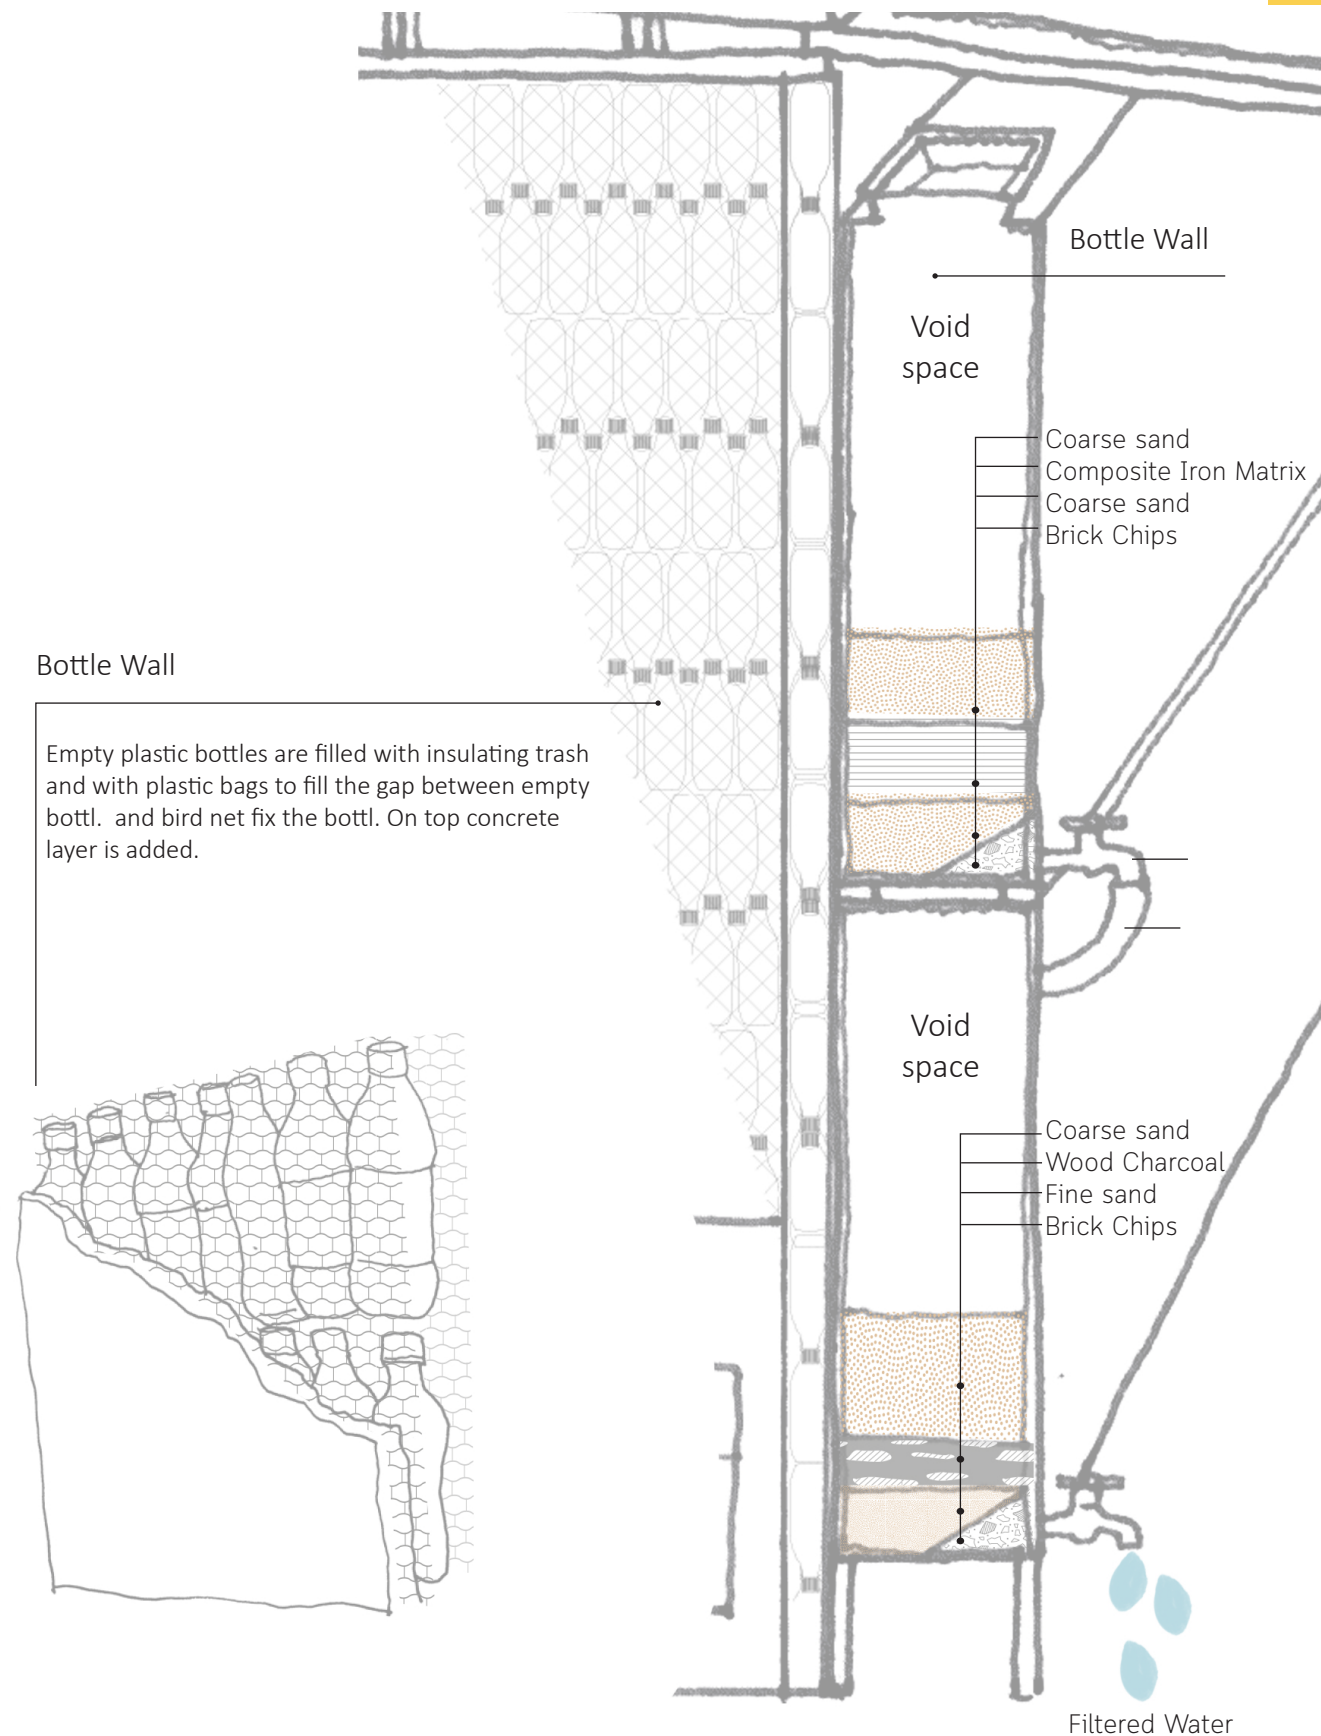 Bottle Wall
Void
space
Coarse sand
Composite Iron Matrix
Coarse sand
Brick Chips
Bottle Wall
Empty plastic bottles are filled with insulating trash
and with plastic bags to fill the gap between empty
bottl.  and bird net fix the bottl. On top concrete
layer is added.
Void
space
Coarse sand
Wood Charcoal
Fine sand
Brick Chips
Filtered Water